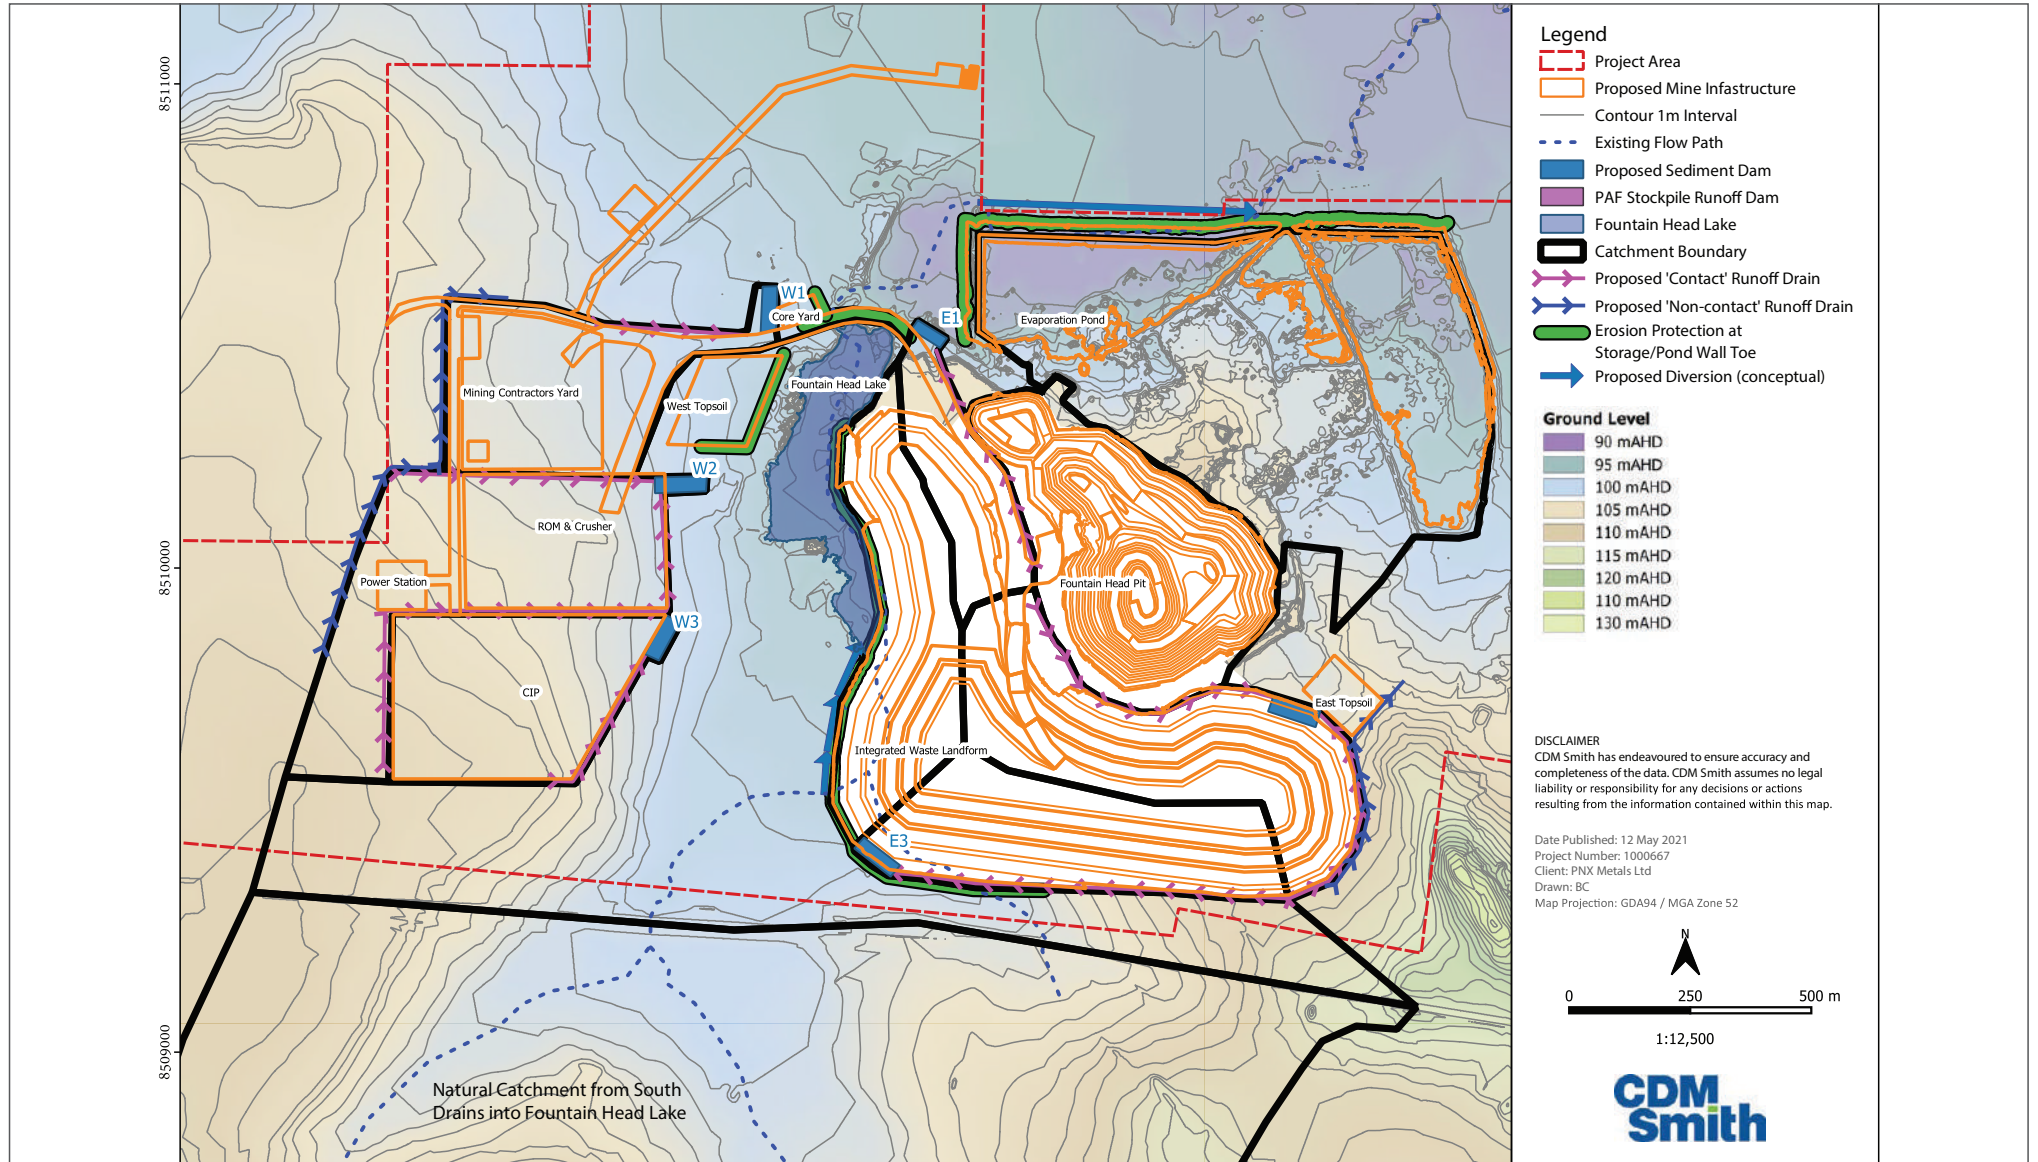 8511000
8510000
8509000
W1
Core Yard
E1
Evaporation Pond
Fountain Head Lake
Mining Contractors Yard
West Topsoil
W2
ROM & Crusher
Power Station
Fountain Head Pit
W3
CIP
East Topsoil
Integrated Waste Landform
E3
Natural Catchment from South
Drains into Fountain Head Lake
Legend
Project Area
Proposed Mine Infastructure
Contour 1m Interval
Existing Flow Path
Proposed Sediment Dam
PAF Stockpile Runoff Dam
Fountain Head Lake
Catchment Boundary
Proposed 'Contact' Runoff Drain
Proposed 'Non-contact' Runoff Drain
Erosion Protection at
Storage/Pond Wall Toe
Proposed Diversion (conceptual)
Ground Level
90 mAHD
95 mAHD
100 mAHD
105 mAHD
110 mAHD
115 mAHD
120 mAHD
110 mAHD
130 mAHD
DISCLAIMER
CDM Smith has endeavoured to ensure accuracy and
completeness of the data. CDM Smith assumes no legal
liability or responsibility for any decisions or actions
resulting from the information contained within this map.
Date Published: 12 May 2021
Project Number: 1000667
Client: PNX Metals Ltd
Drawn: BC
Map Projection: GDA94 / MGA Zone 52
N
0 250 500 m
1:12,500
CDM
Smith